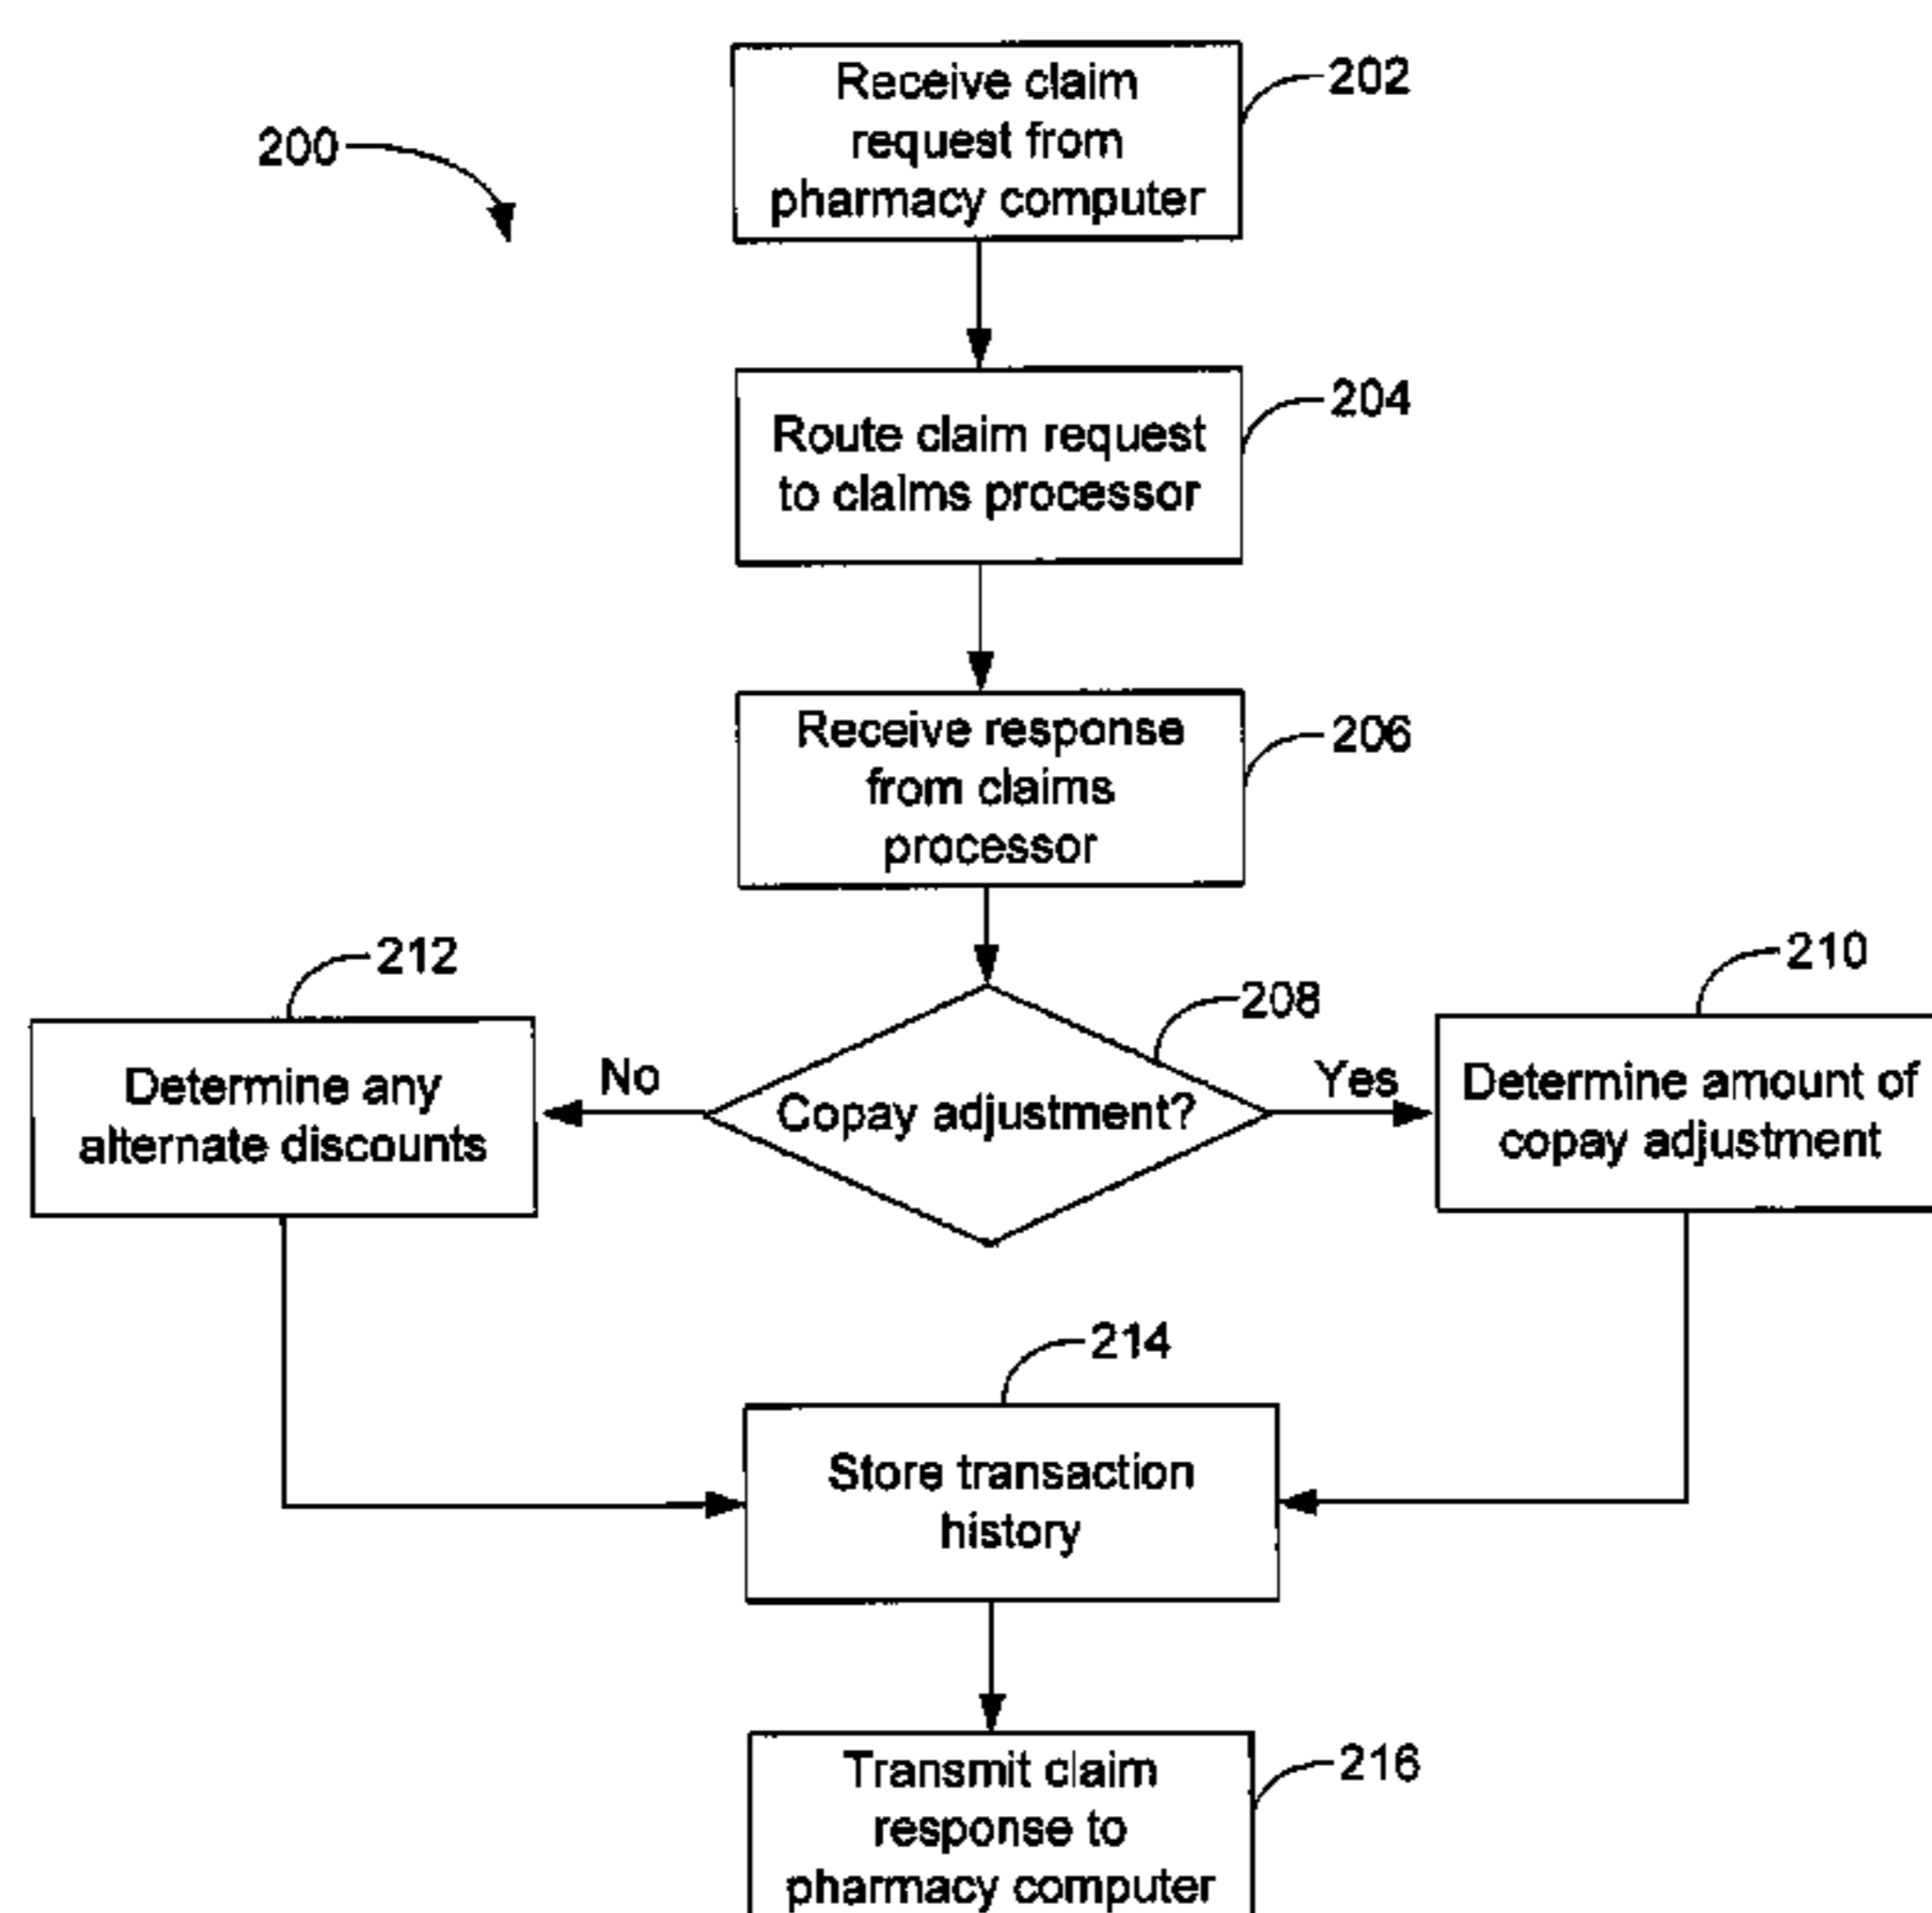 Receive claim
request from
pharmacy computer
202
200
Route claim request
to claims processor
204
Receive response
from claims
processor
206
212
210
208
Determine any
alternate discounts
No
Copay adjustment?
Yes
Determine amount of
copay adjustment
214
Store transaction
history
Transmit claim
response to
pharmacy computer
216